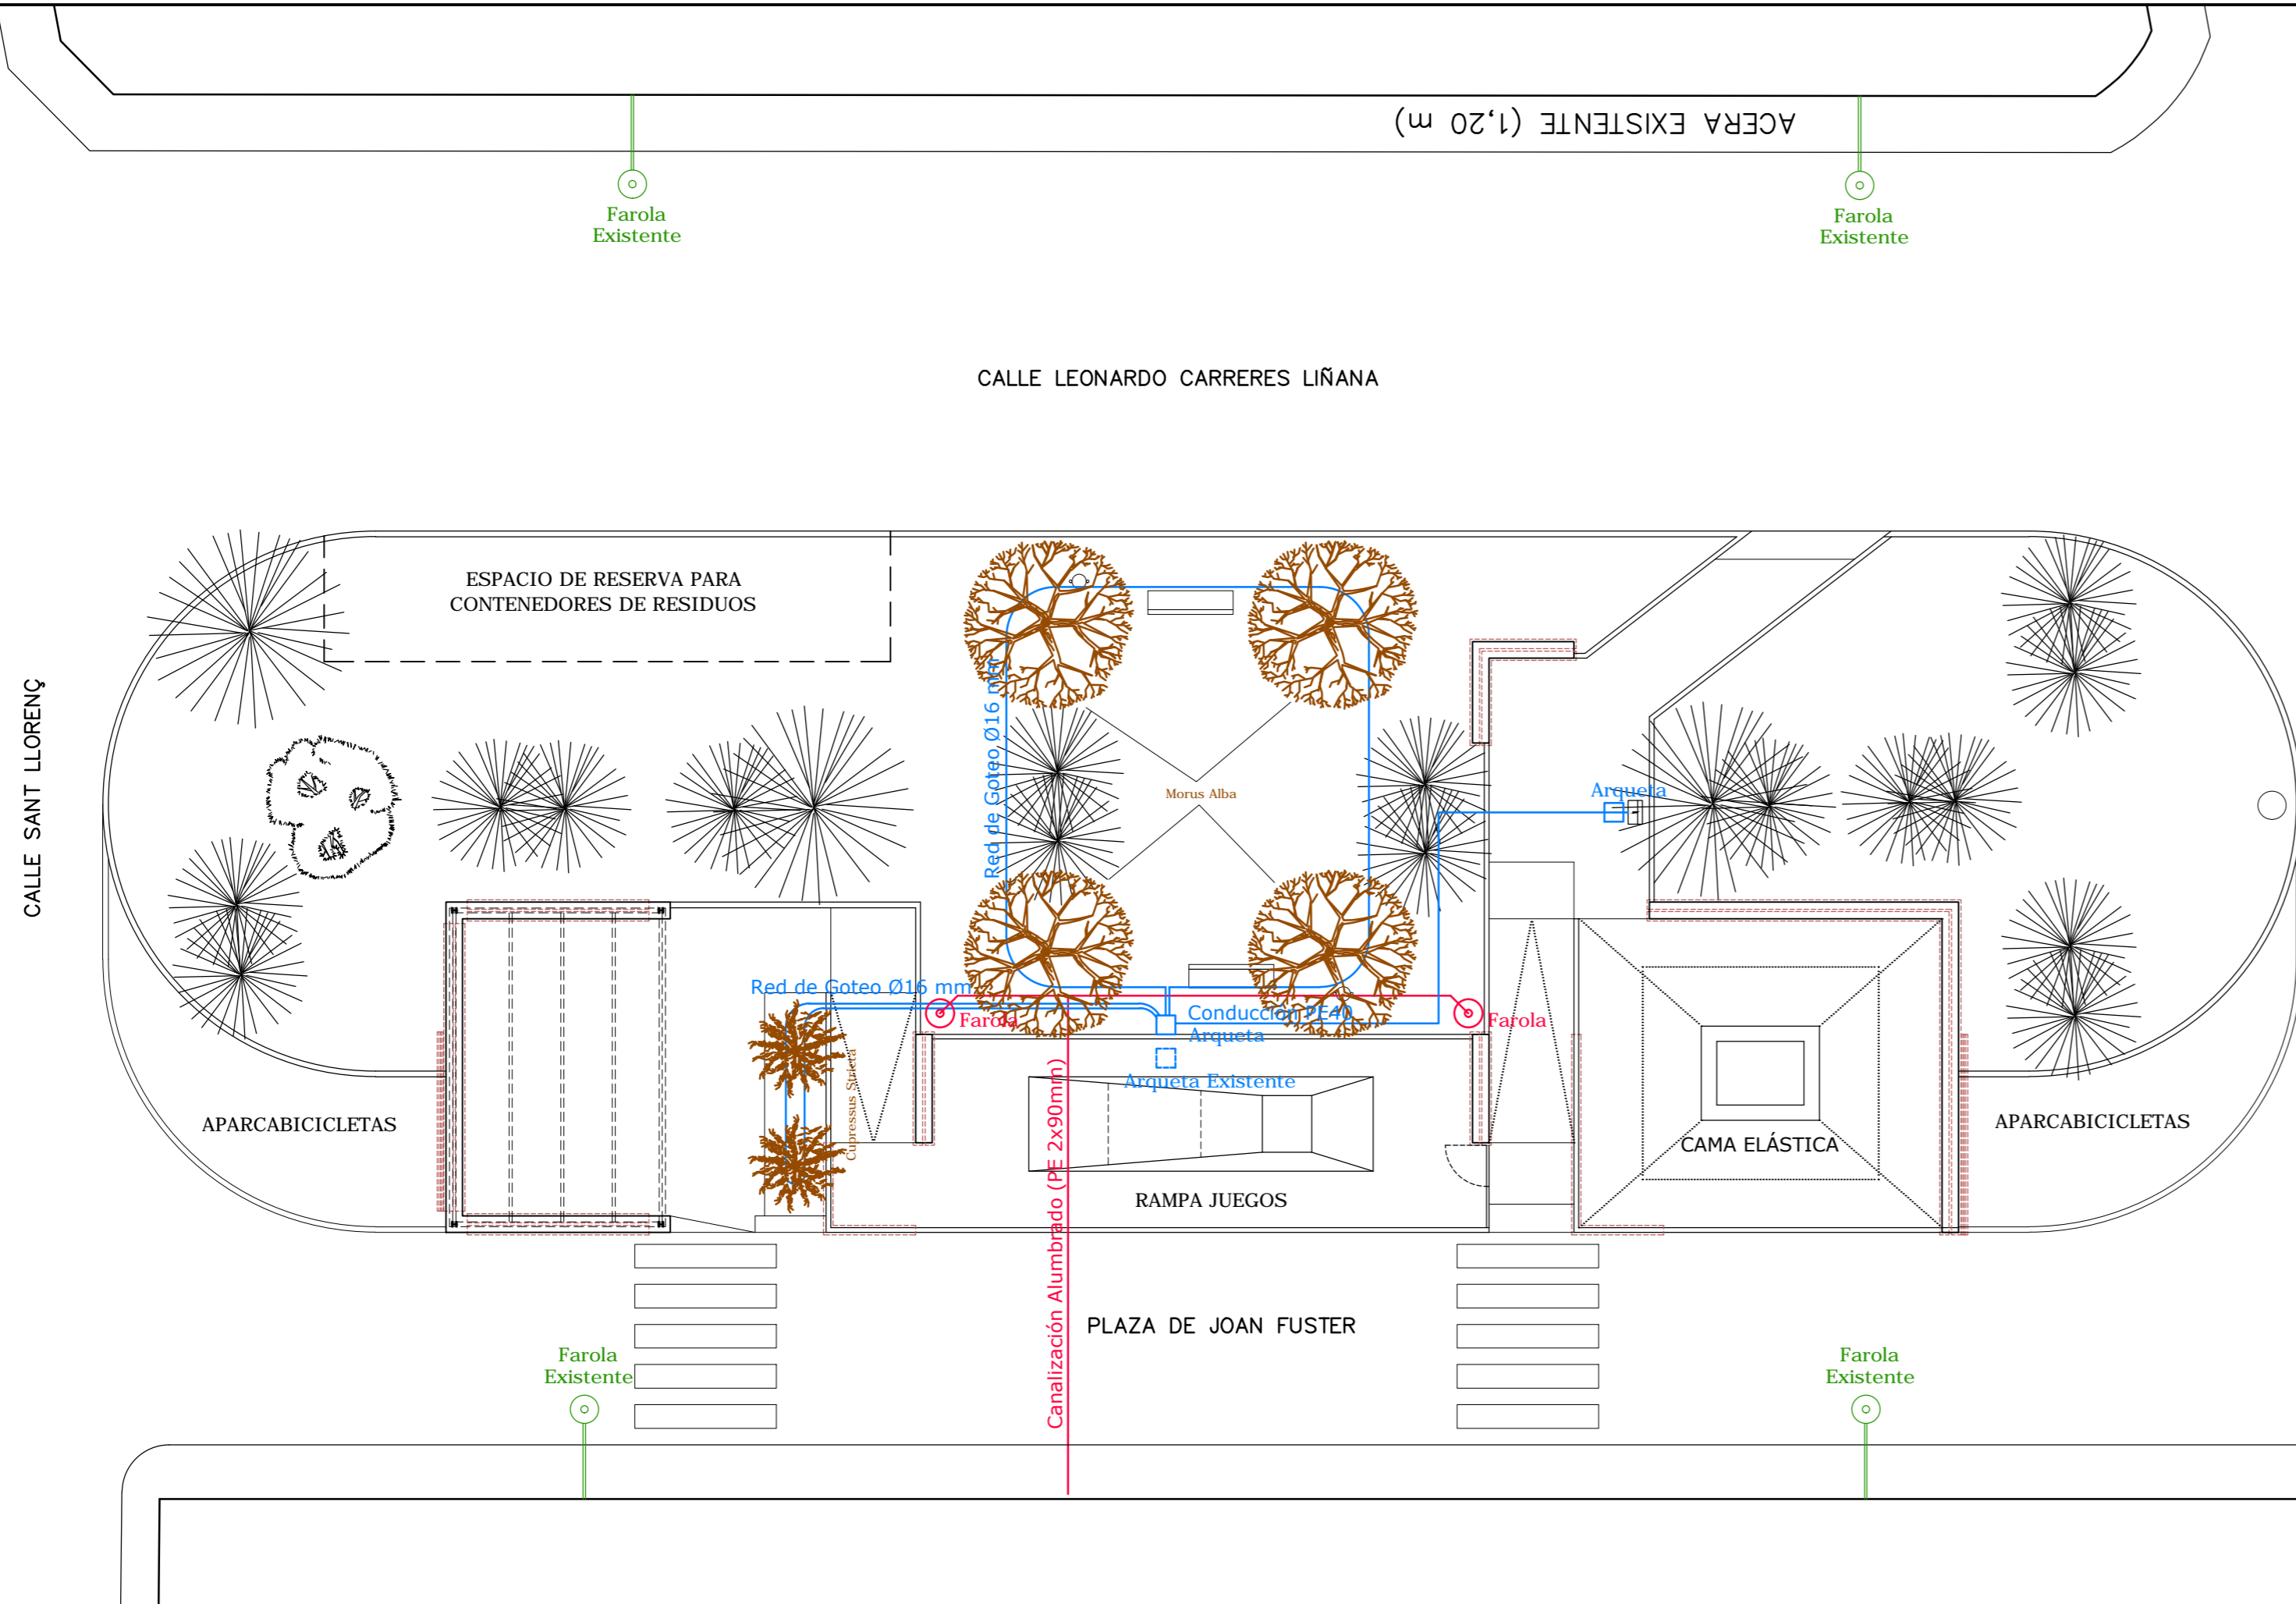 ACERA EXISTENTE (1,20 m)
Farola
Existente
Farola
Existente
CALLE LEONARDO CARRERES LIÑANA
CALLE SANT LLORENÇ
ESPACIO DE RESERVA PARA
CONTENEDORES DE RESIDUOS
Red de Goteo Ø16 mm
Morus Alba
Arqueta
Red de Goteo Ø16 mm
Farola
Conducción PE40
Arqueta
Farola
Arqueta Existente
Cupressus Stricta
APARCABICICLETAS
Canalización Alumbrado (PE 2x90mm)
RAMPA JUEGOS
CAMA ELÁSTICA
APARCABICICLETAS
PLAZA DE JOAN FUSTER
Farola
Existente
Farola
Existente